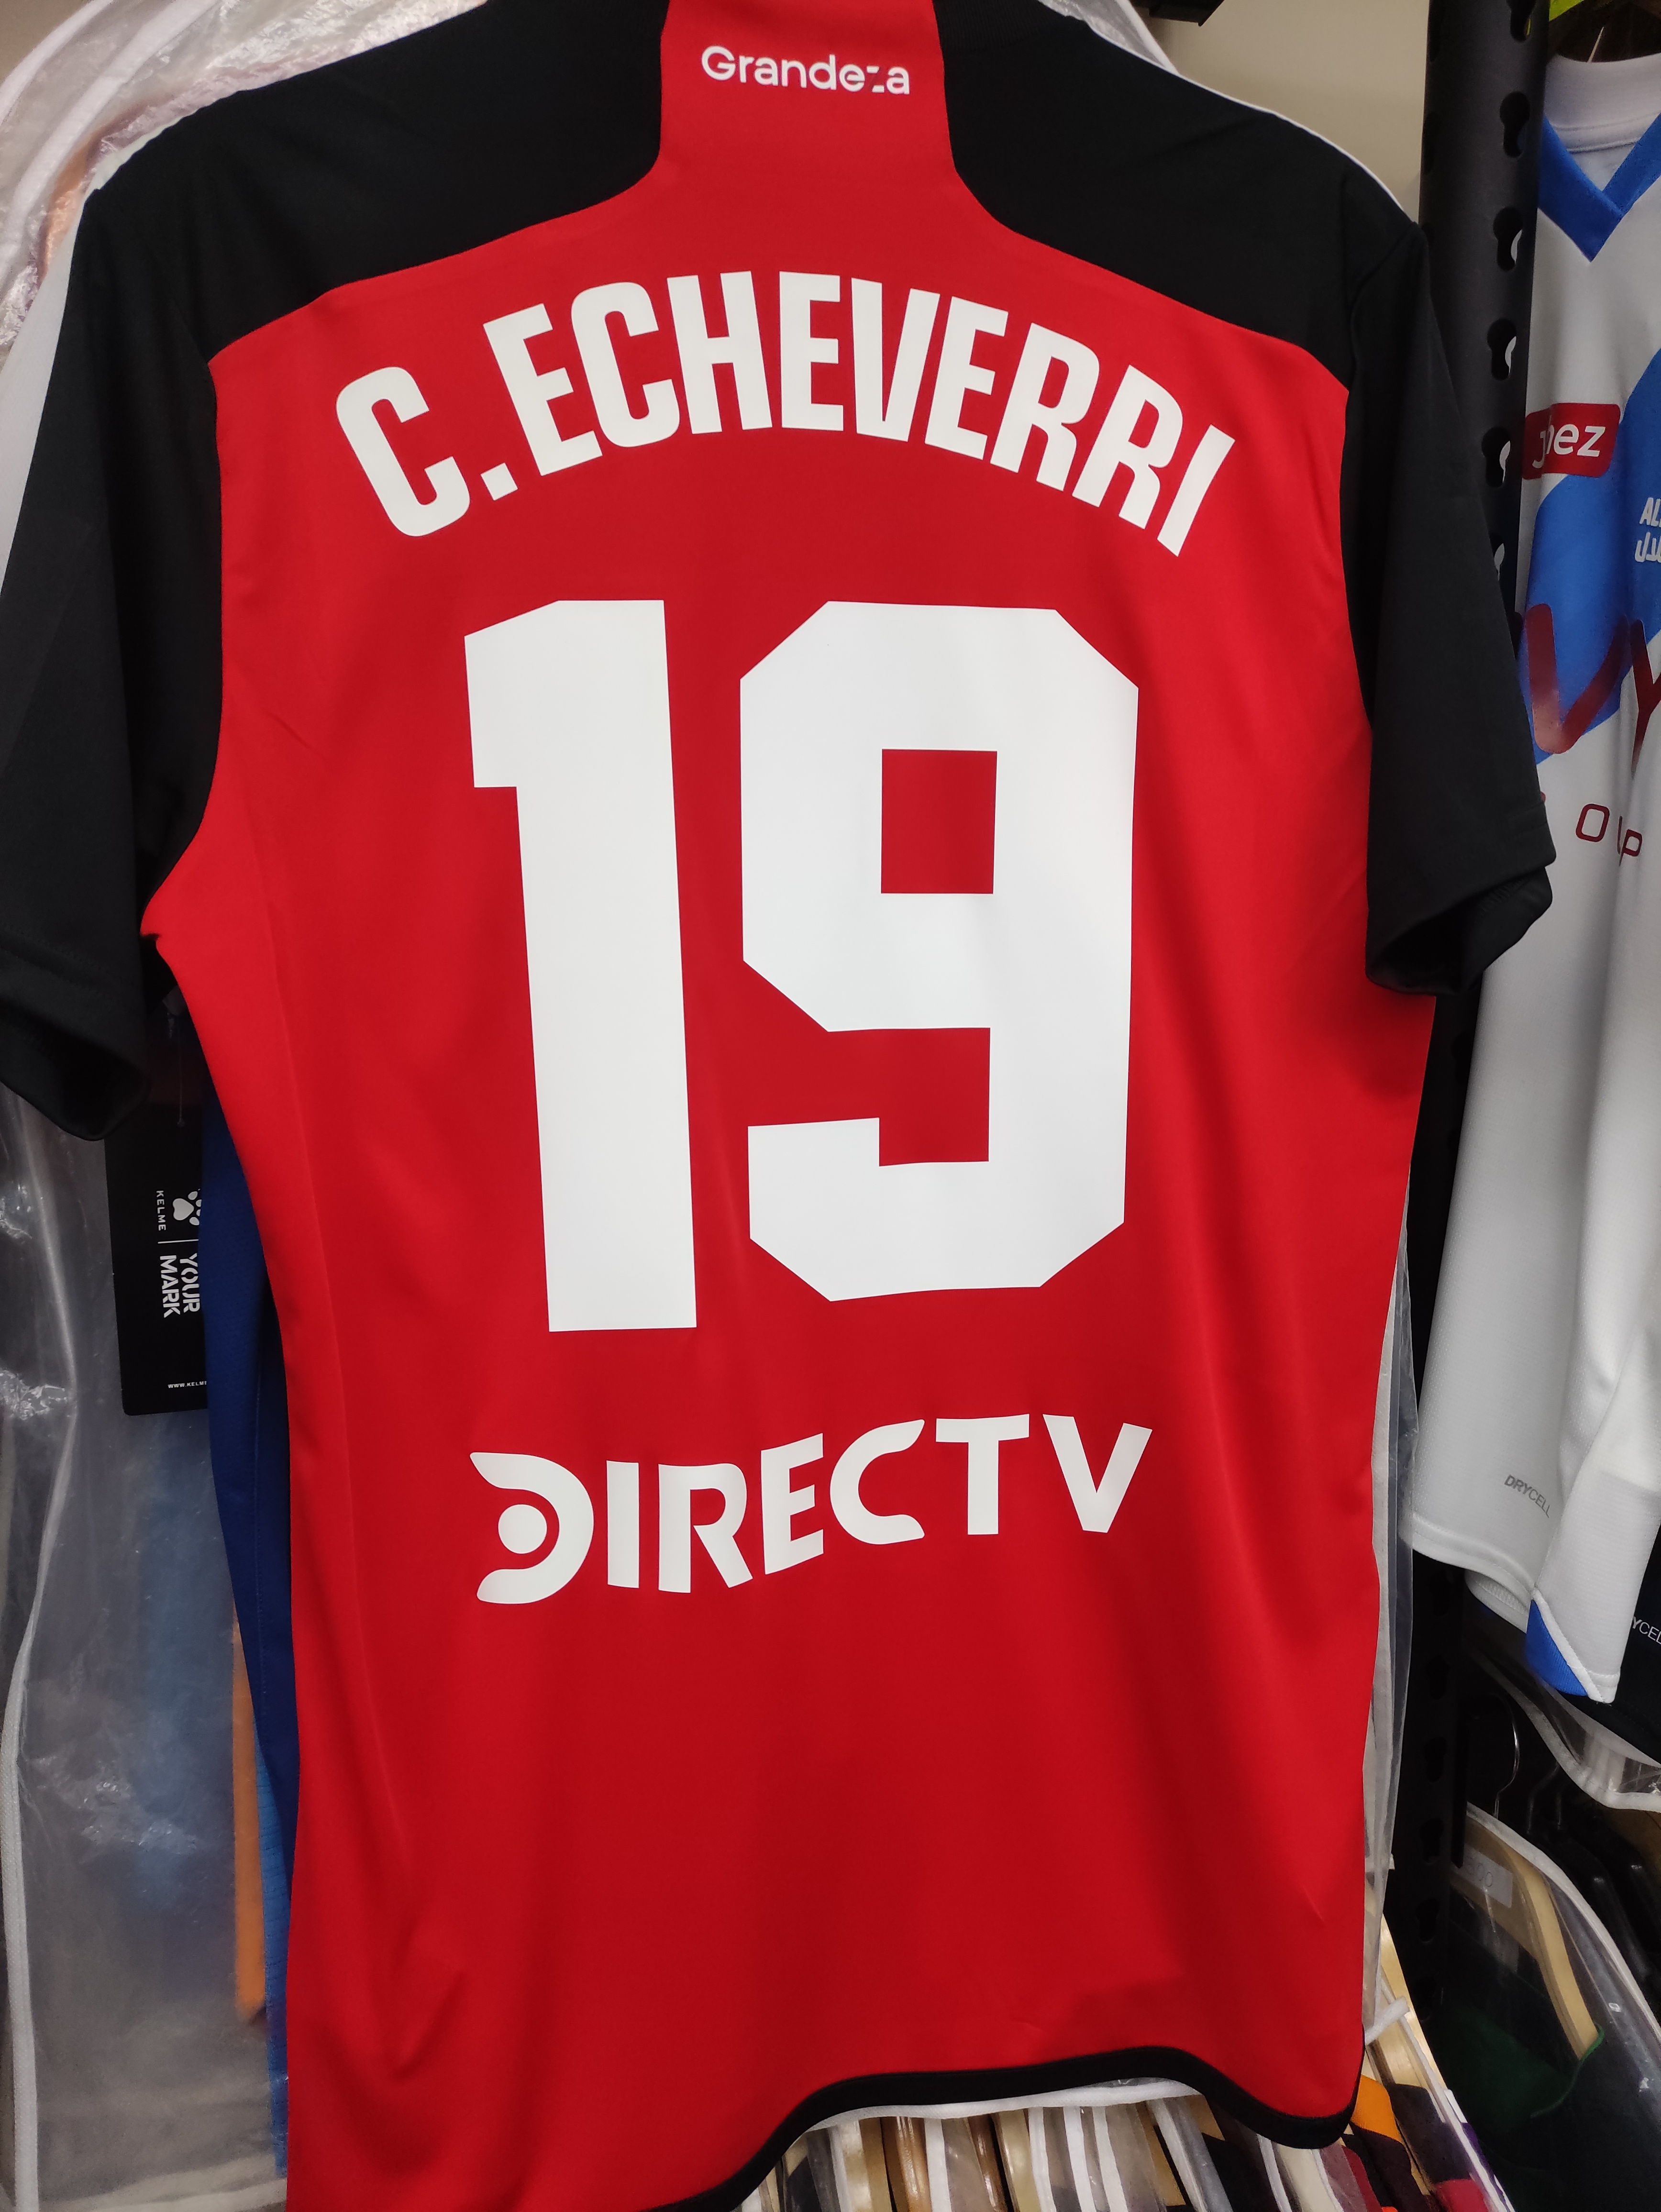 Grandeza
C.ECHEVERRI
19
DIRECTV
KELME
YOUR
MARK
DRYCELL